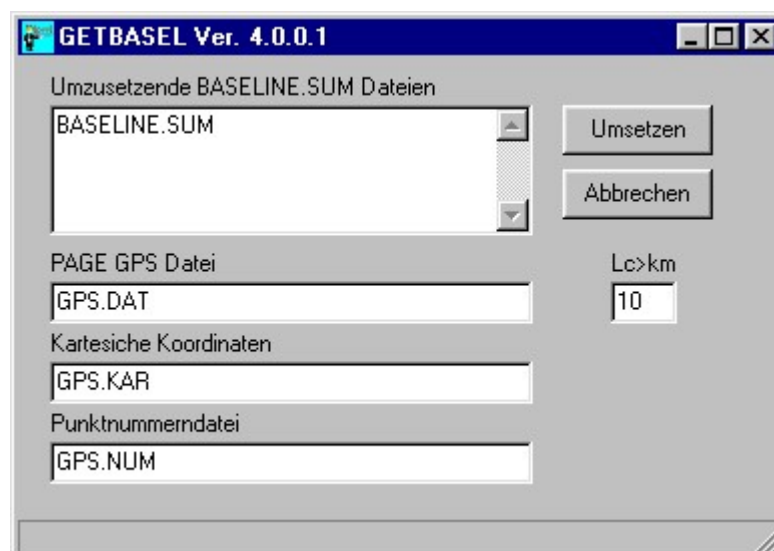 GETBASEL Ver. 4.0.0.1
Umzusetzende BASELINE.SUM Dateien
BASELINE.SUM
Umsetzen
Abbrechen
PAGE GPS Datei
Lc>km
GPS.DAT
10
Kartesiche Koordinaten
GPS.KAR
Punktnummerndatei
GPS.NUM